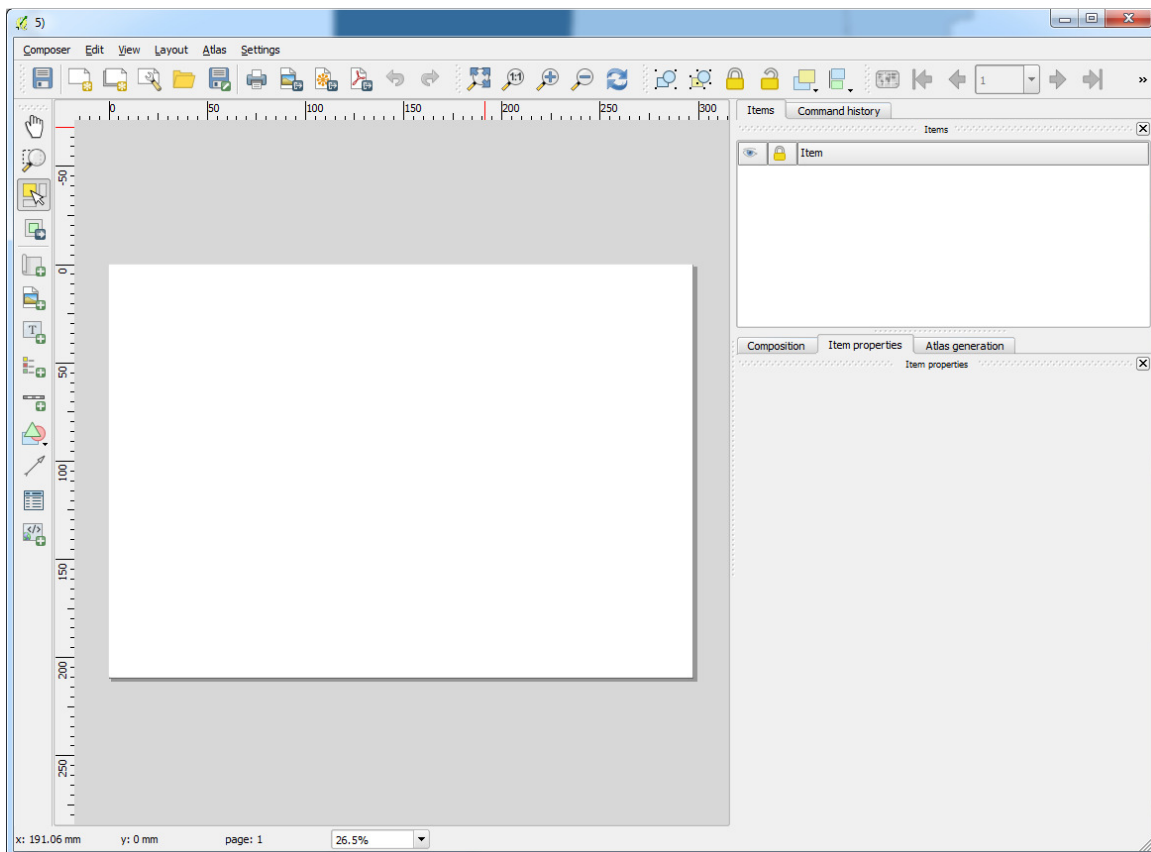 5)
Composer Edit View Layout Atlas Settings
1:1 1 »
0 50 100 150 200 250 300
Items Command history
Items
Item
Composition Item properties Atlas generation
Item properties
-50
0
50
100
150
200
250
T
</>
x: 191.06 mm y: 0 mm page: 1 26.5%